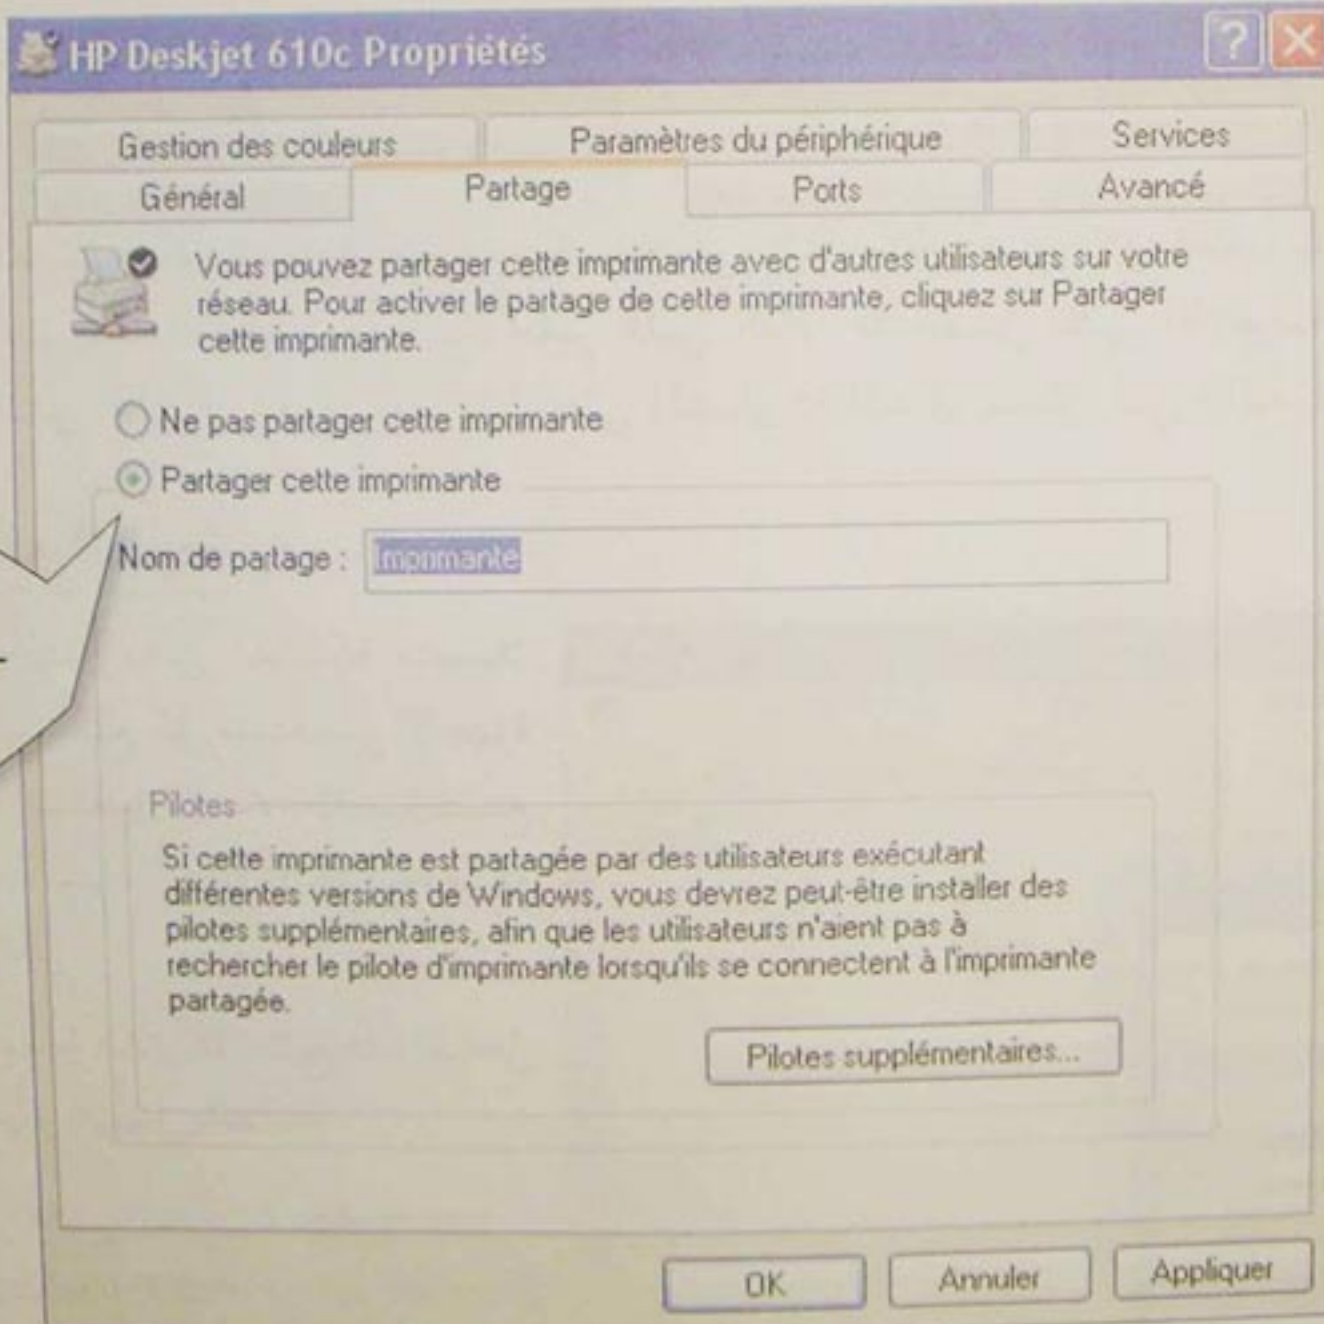 HP Deskjet 610c Propriétés
Gestion des couleurs
Paramètres du périphérique
Services
Général
Partage
Ports
Avancé
Vous pouvez partager cette imprimante avec d'autres utilisateurs sur votre
réseau. Pour activer le partage de cette imprimante, cliquez sur Partager
cette imprimante.
Ne pas partager cette imprimante
Partager cette imprimante
Nom de partage : Imprimante
Pilotes
Si cette imprimante est partagée par des utilisateurs exécutant
différentes versions de Windows, vous devrez peut-être installer des
pilotes supplémentaires, afin que les utilisateurs n'aient pas à
rechercher le pilote d'imprimante lorsqu'ils se connectent à l'imprimante
partagée.
Pilotes supplémentaires...
OK
Annuler
Appliquer